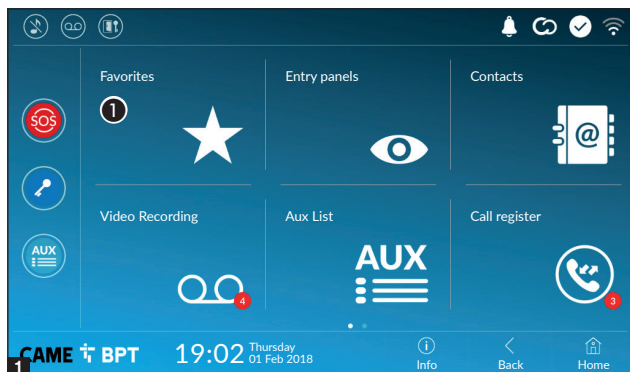 Favorites
Entry panels
Contacts
1
SOS
@
Video Recording
Aux List
Call register
AUX
AUX
4
3
1
CAME BPT
19:02
Thursday
01 Feb 2018
i
Info
Back
Home